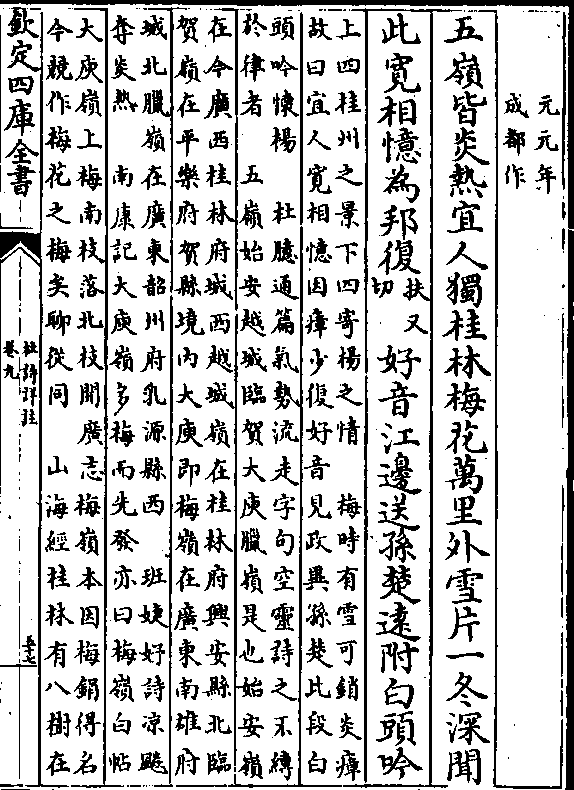 元元年
成都作
五嶺皆炎熱宜人獨桂林梅花萬里外雪片一冬深聞
此寛相憶為邦復扶又切好音江邊送孫楚逺附白頭吟
上四桂州之景下四寄楊之情 梅時有雪可銷炎瘴
故曰宜人寛相憶因瘴少復好音見政異孫楚比段白
頭吟懐楊 杜臆通篇氣勢流走字句空靈詩之不縳
於律者 五嶺始安越城臨賀大庾臘嶺是也始安嶺
在今廣西桂林府城西越城嶺在桂林府興安縣北臨
賀嶺在平樂府賀縣境内大庾即梅嶺在廣東南雄府
城北臘嶺在廣東韶州府乳源縣西 班婕妤詩凉飈
奪炎熱 南康記大庾嶺多梅而先發亦曰梅嶺白帖
大庾嶺上梅南枝落北枝開廣志梅嶺本因梅鋗得名
今競作梅花之梅矣聊從同 山海經桂林有八樹在
欽定四庫全書
杜詩詳註
卷九
五十七